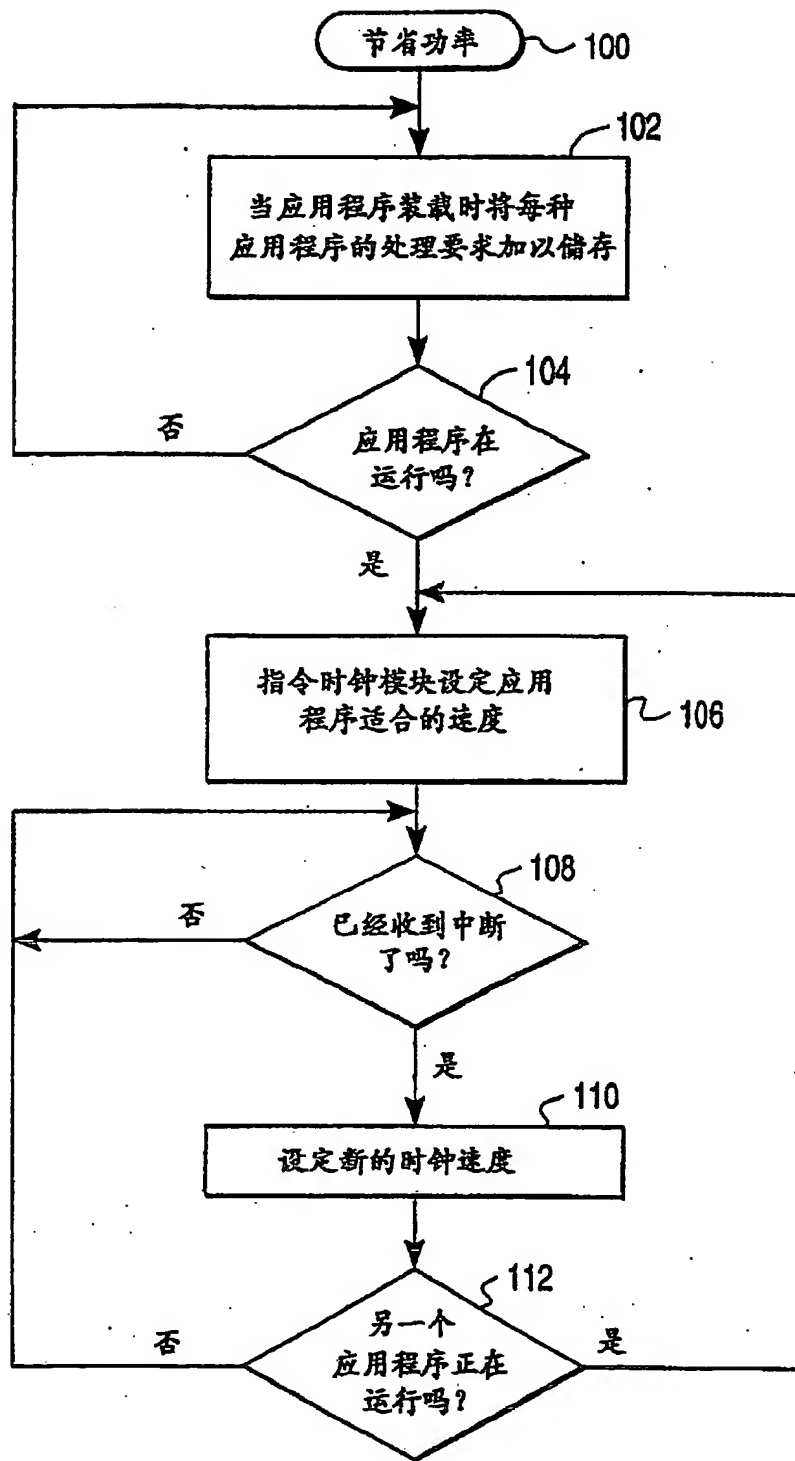 节省功率
100
102
当应用程序装载时将每种
应用程序的处理要求加以储存
104
否
应用程序在
运行吗?
是
指令时钟模块设定应用
程序适合的速度
106
108
否
已经收到中断
了吗?
是
110
设定新的时钟速度
112
否
另一个
应用程序正在
运行吗?
是